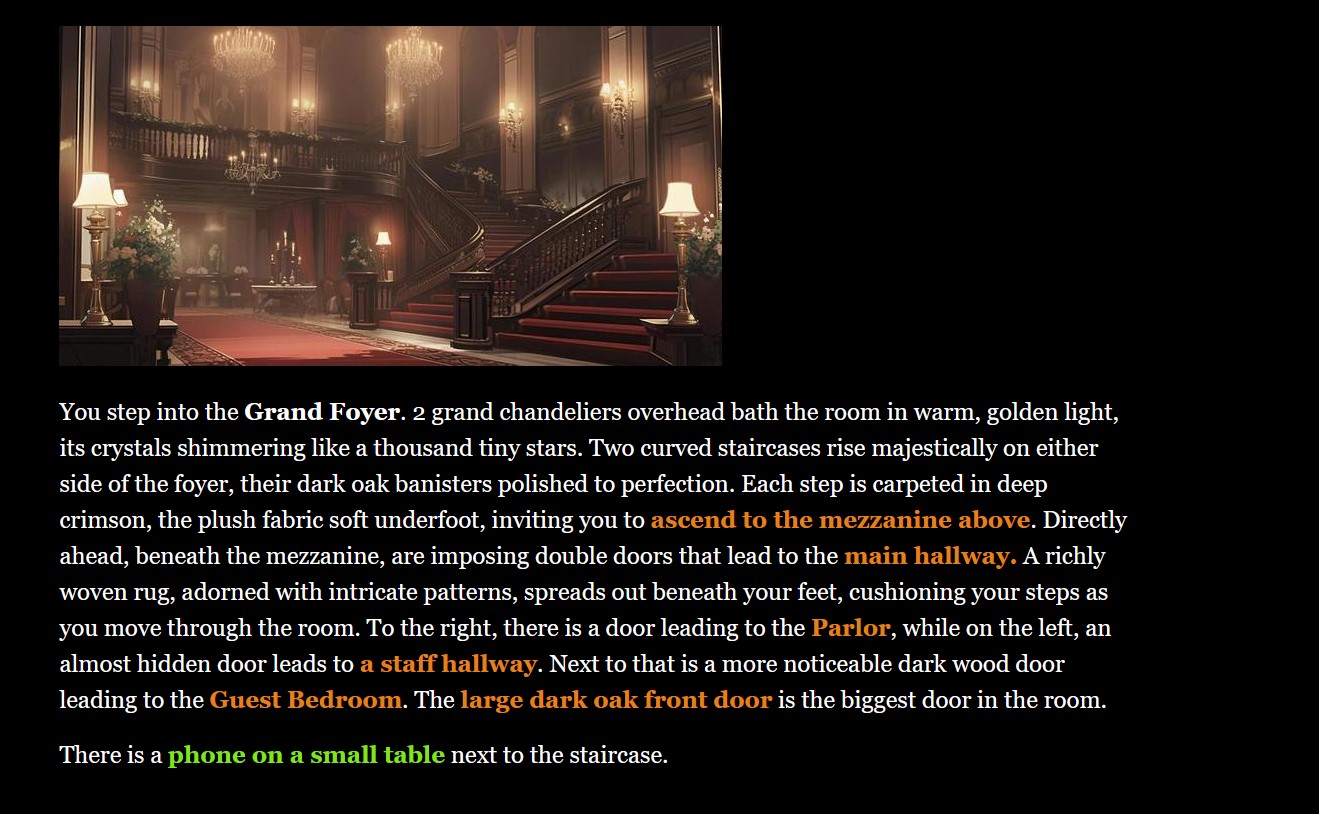 You step into the Grand Foyer. 2 grand chandeliers overhead bath the room in warm, golden light,
its crystals shimmering like a thousand tiny stars. Two curved staircases rise majestically on either
side of the foyer, their dark oak banisters polished to perfection. Each step is carpeted in deep
crimson, the plush fabric soft underfoot, inviting you to ascend to the mezzanine above. Directly
ahead, beneath the mezzanine, are imposing double doors that lead to the main hallway. A richly
woven rug, adorned with intricate patterns, spreads out beneath your feet, cushioning your steps as
you move through the room. To the right, there is a door leading to the Parlor, while on the left, an
almost hidden door leads to a staff hallway. Next to that is a more noticeable dark wood door
leading to the Guest Bedroom. The large dark oak front door is the biggest door in the room.
There is a phone on a small table next to the staircase.